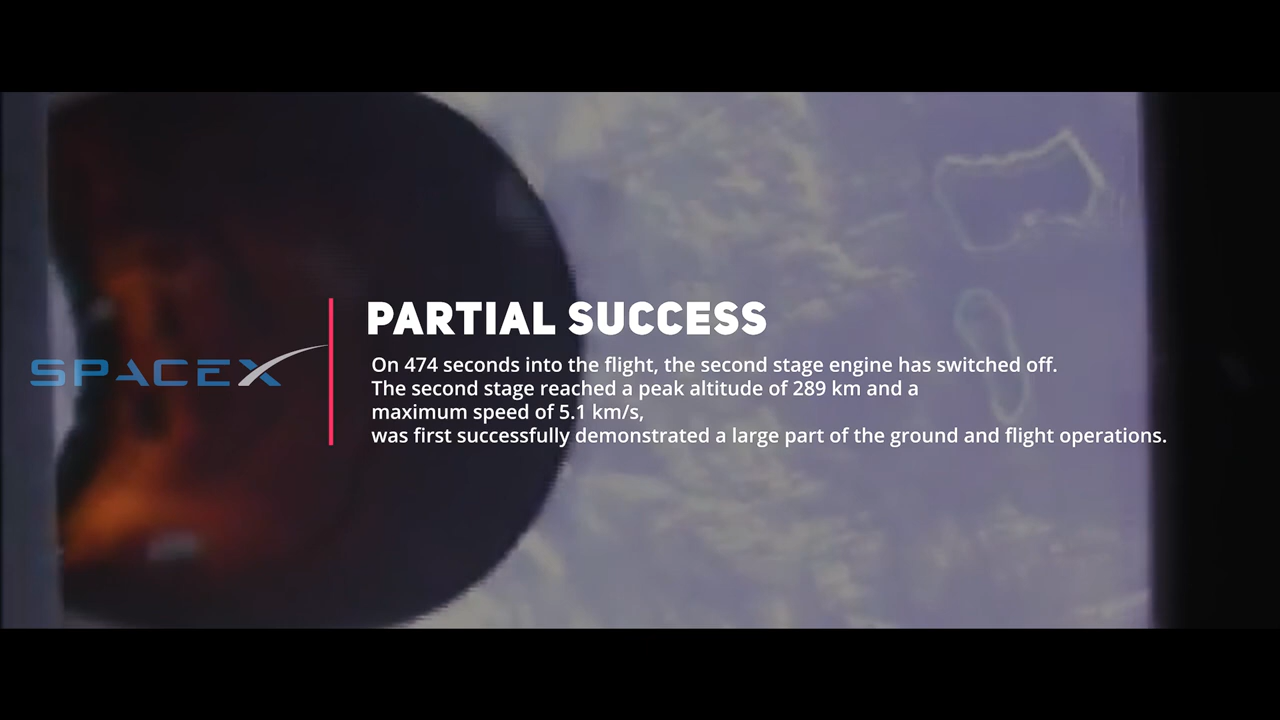 PARTIAL SUCCESS
SPACEX
On 474 seconds into the flight, the second stage engine has switched off.
The second stage reached a peak altitude of 289 km and a
maximum speed of 5.1 km/s,
was first successfully demonstrated a large part of the ground and flight operations.